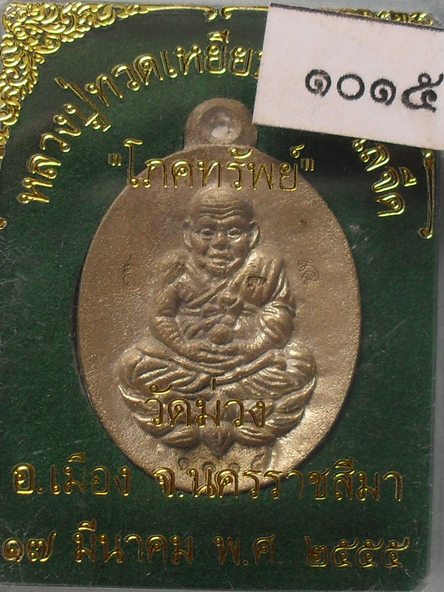 หลวงปู่ทวดเหยียบ
๑๐๑๕
"โภคทรัพย์"
วัดม่วง
อ.เมือง จ.นครราชสีมา
๑๗ มีนาคม พ.ศ. ๒๕๕๕